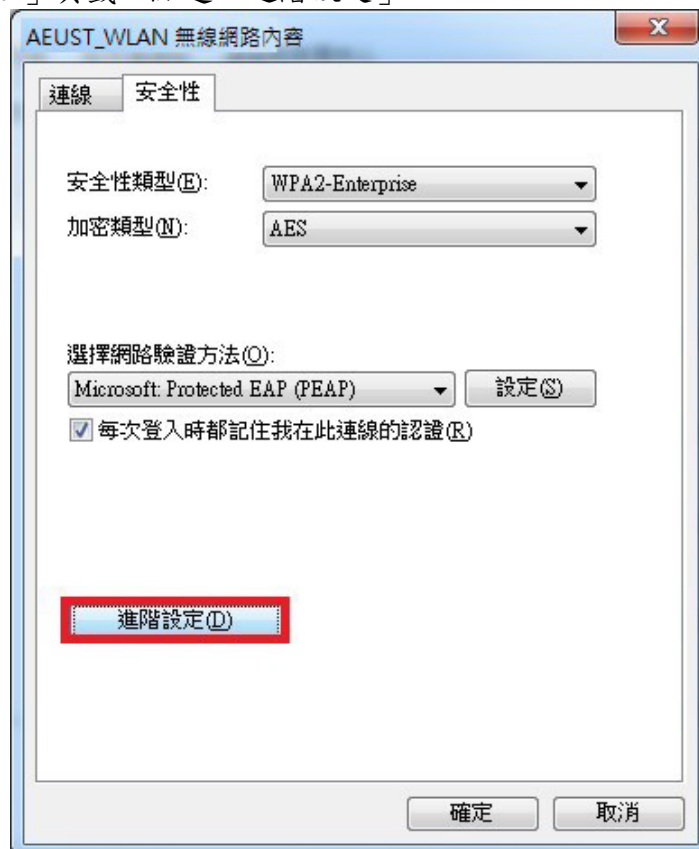 AEUST_WLAN 無線網路內容
連線 安全性
安全性類型(E): WPA2-Enterprise
加密類型(N): AES
選擇網路驗證方法(O):
Microsoft: Protected EAP (PEAP) 設定(S)
每次登入時都記住我在此連線的認證(R)
進階設定(D)
確定 取消